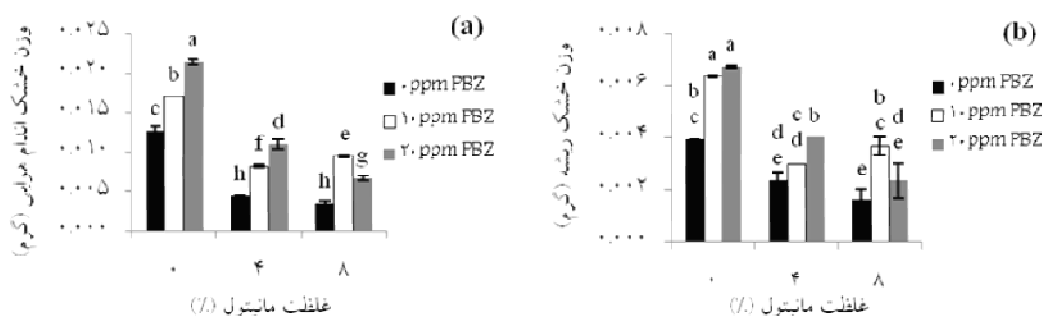 (a)
وزن خشک اندام هوایی (گرم)
۰.۰۲۵
۰.۰۲۰
۰.۰۱۵
۰.۰۱۰
۰.۰۰۵
۰.۰۰۰
c b a
h f d
h e g
۰ppm PBZ
۱۰ppm PBZ
۲۰ppm PBZ
۰ ۴ ۸
غلظت مانیتول (٪)
(b)
وزن خشک ریشه (گرم)
۰.۰۰۸
۰.۰۰۶
۰.۰۰۴
۰.۰۰۲
۰.۰۰۰
b c a a
d e c d b
e b c d e
۰ppm PBZ
۱۰ppm PBZ
۲۰ppm PBZ
۰ ۴ ۸
غلظت مانیتول (٪)